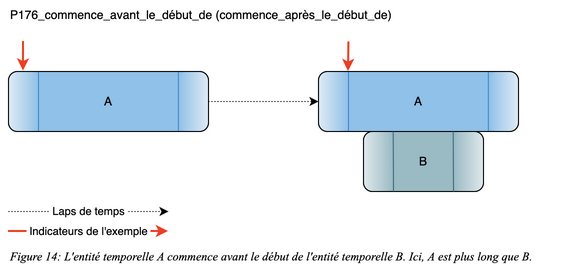 P176_commence_avant_le_début_de (commence_après_le_début_de)
A
A
B
Laps de temps
Indicateurs de l'exemple
Figure 14: L'entité temporelle A commence avant le début de l'entité temporelle B. Ici, A est plus long que B.